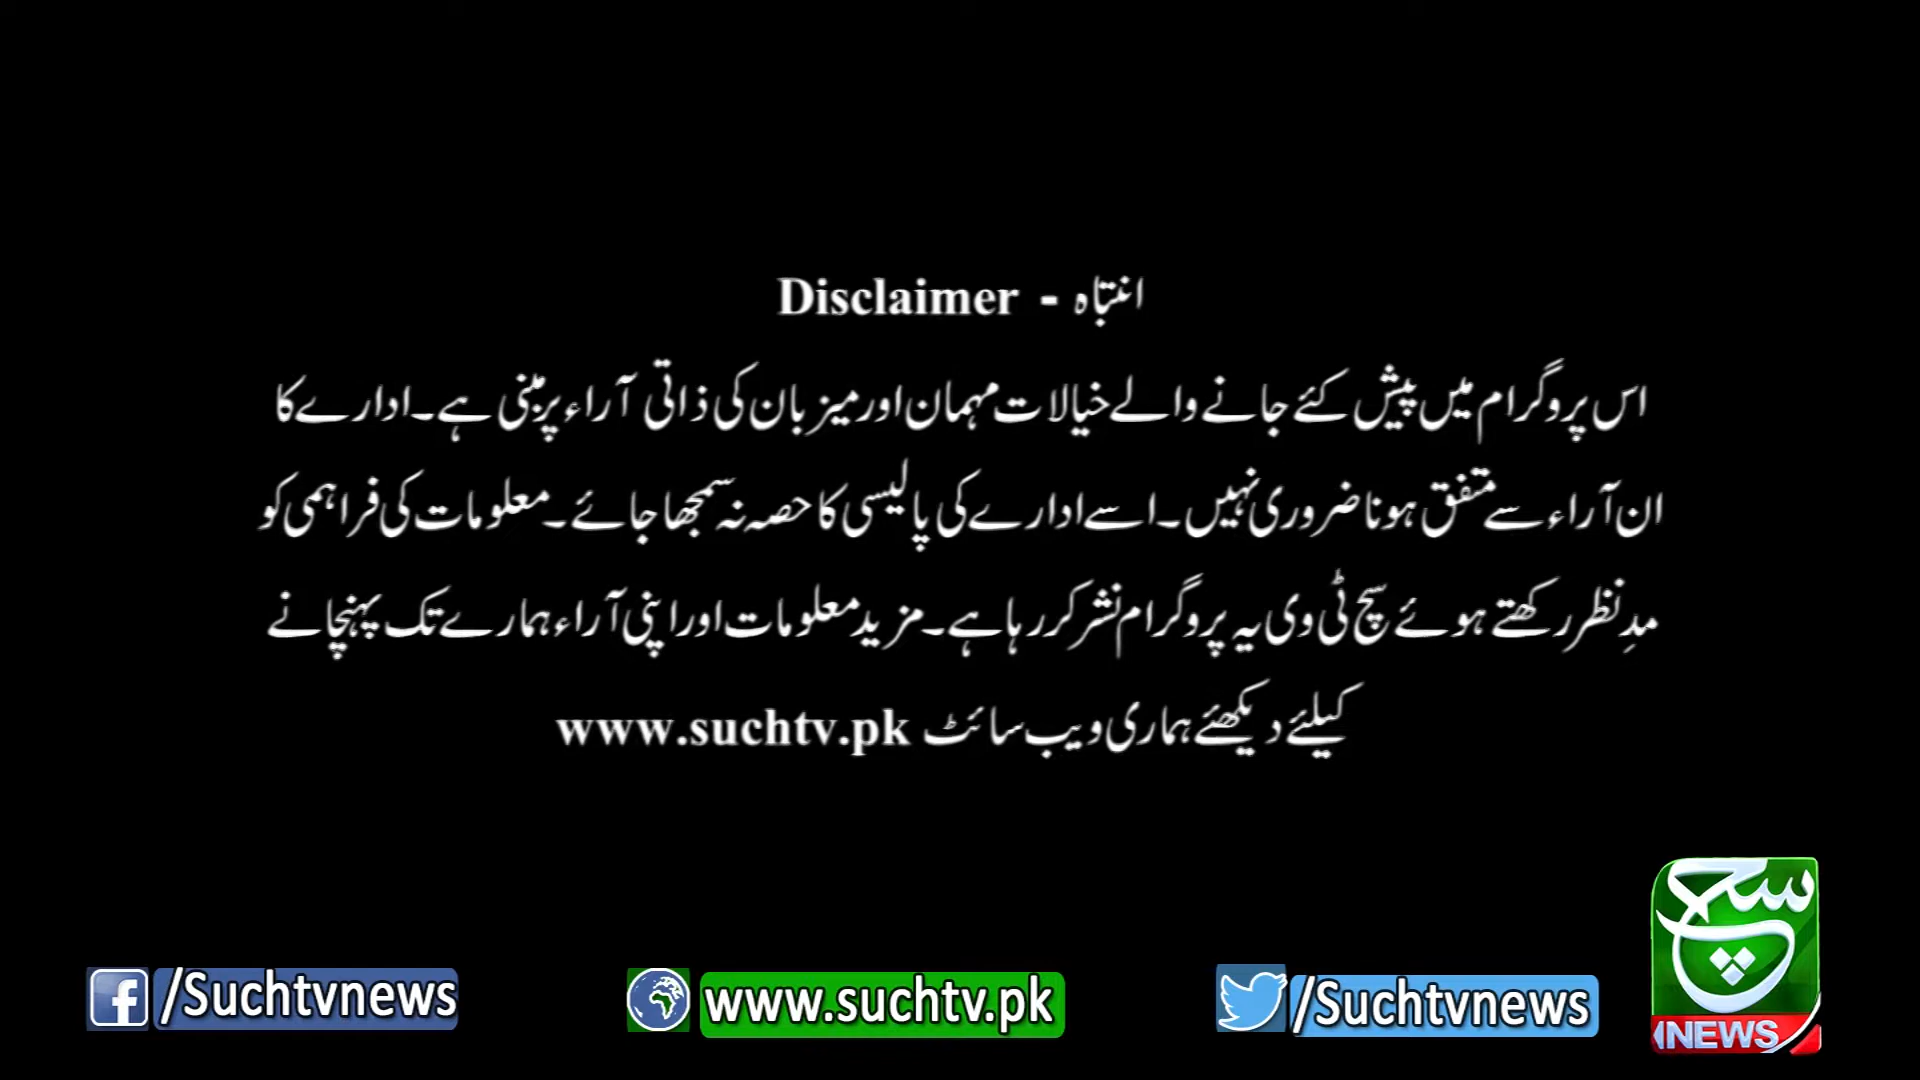 انتباہ - Disclaimer
اس پروگرام میں پیش کئے جانے والے خیالات مہمان اور میزبان کی ذاتی آراء پر مبنی ہے۔ ادارے کا
ان آراء سے متفق ہونا ضروری نہیں۔ اسے ادارے کی پالیسی کا حصہ نہ سمجھا جائے۔ معلومات کی فراہمی کو
مدِنظر رکھتے ہوئے سچ ٹی وی یہ پروگرام نشر کر رہا ہے۔ مزید معلومات اور اپنی آراء ہمارے تک پہنچانے
کیلئے دیکھئے ہماری ویب سائٹ www.suchtv.pk
سچ
NEWS
/Suchtvnews
www.suchtv.pk
/Suchtvnews